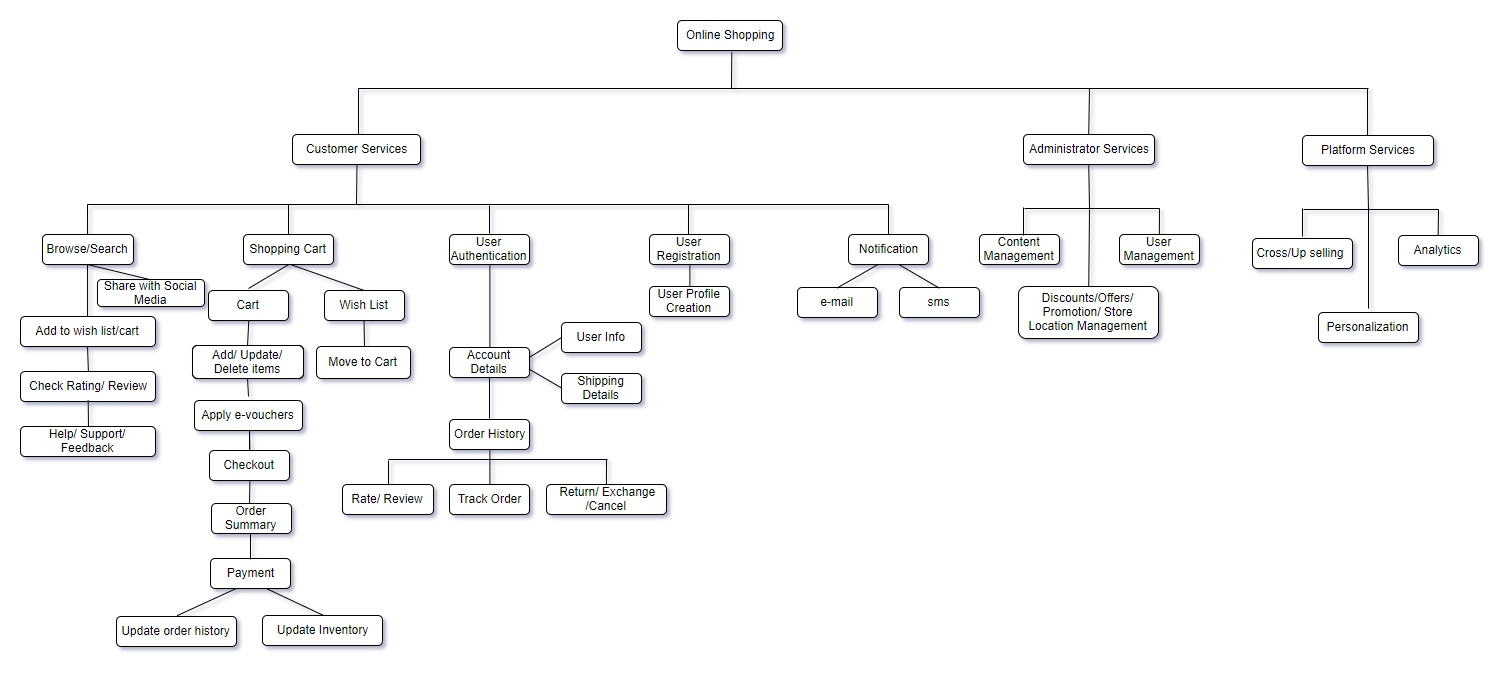 Online Shopping
Customer Services
Administrator Services
Platform Services
Browse/Search
Shopping Cart
User
Authentication
User
Registration
Notification
Content
Management
User
Management
Cross/Up selling
Analytics
Share with Social
Media
Cart
Wish List
User Profile
Creation
e-mail
sms
Discounts/Offers/
Promotion/ Store
Location Management
Add to wish list/cart
User Info
Personalization
Add/ Update/
Delete items
Move to Cart
Account
Details
Check Rating/ Review
Shipping
Details
Apply e-vouchers
Help/ Support/
Feedback
Order History
Checkout
Rate/ Review
Track Order
Return/ Exchange
/Cancel
Order
Summary
Payment
Update order history
Update Inventory